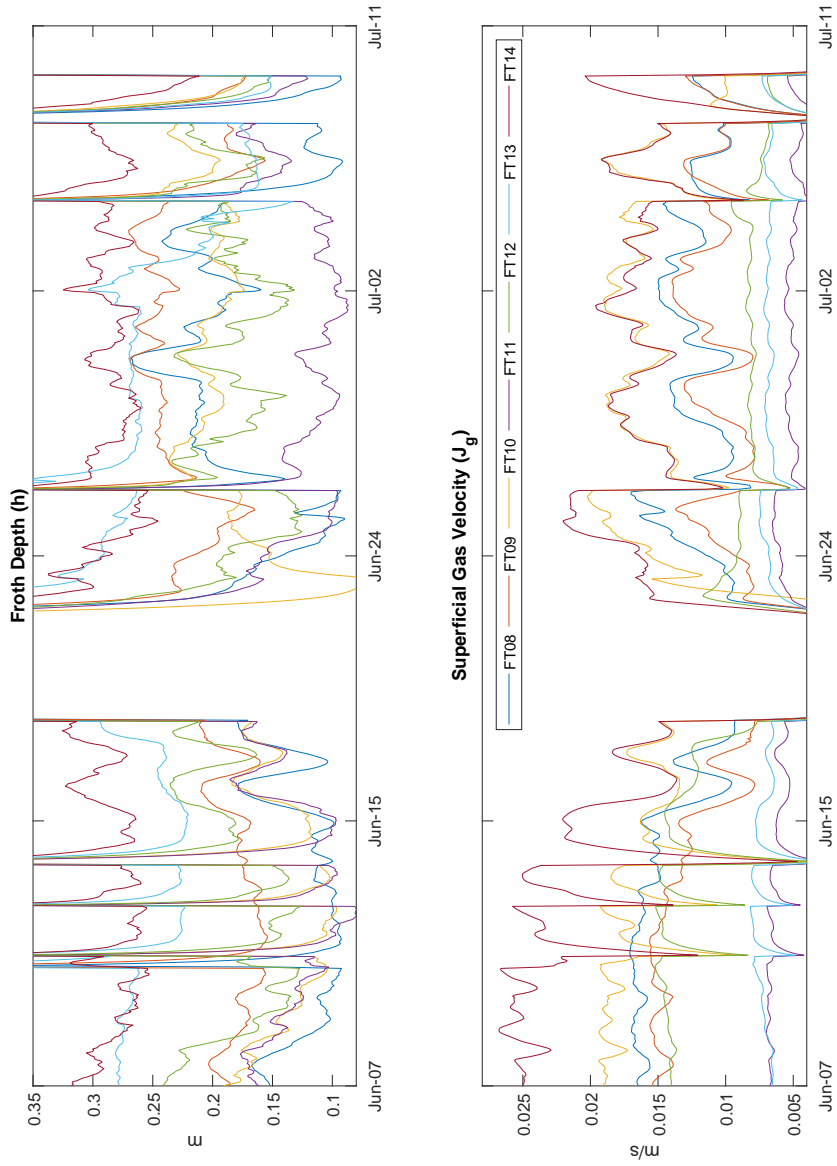 Froth Depth (h)
0.35
0.3
0.25
0.2
0.15
0.1
m
Jun-07
Jun-15
Jun-24
Jul-02
Jul-11
Superficial Gas Velocity (Jg)
FT08
FT09
FT10
FT11
FT12
FT13
FT14
0.025
0.02
0.015
0.01
0.005
m/s
Jun-07
Jun-15
Jun-24
Jul-02
Jul-11